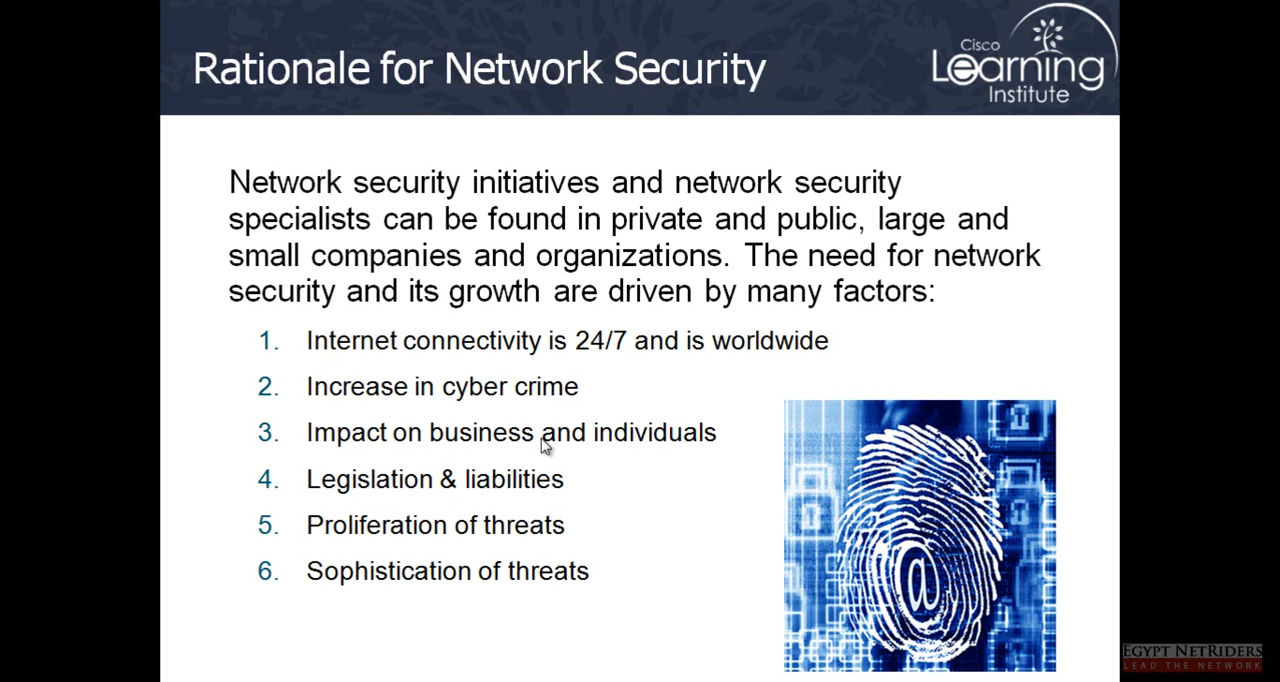 Rationale for Network Security
Cisco
Learning
Institute
Network security initiatives and network security
specialists can be found in private and public, large and
small companies and organizations. The need for network
security and its growth are driven by many factors:
1. Internet connectivity is 24/7 and is worldwide
2. Increase in cyber crime
3. Impact on business and individuals
4. Legislation & liabilities
5. Proliferation of threats
6. Sophistication of threats
@
EGYPT NETRIDERS
LEAD THE NETWORK